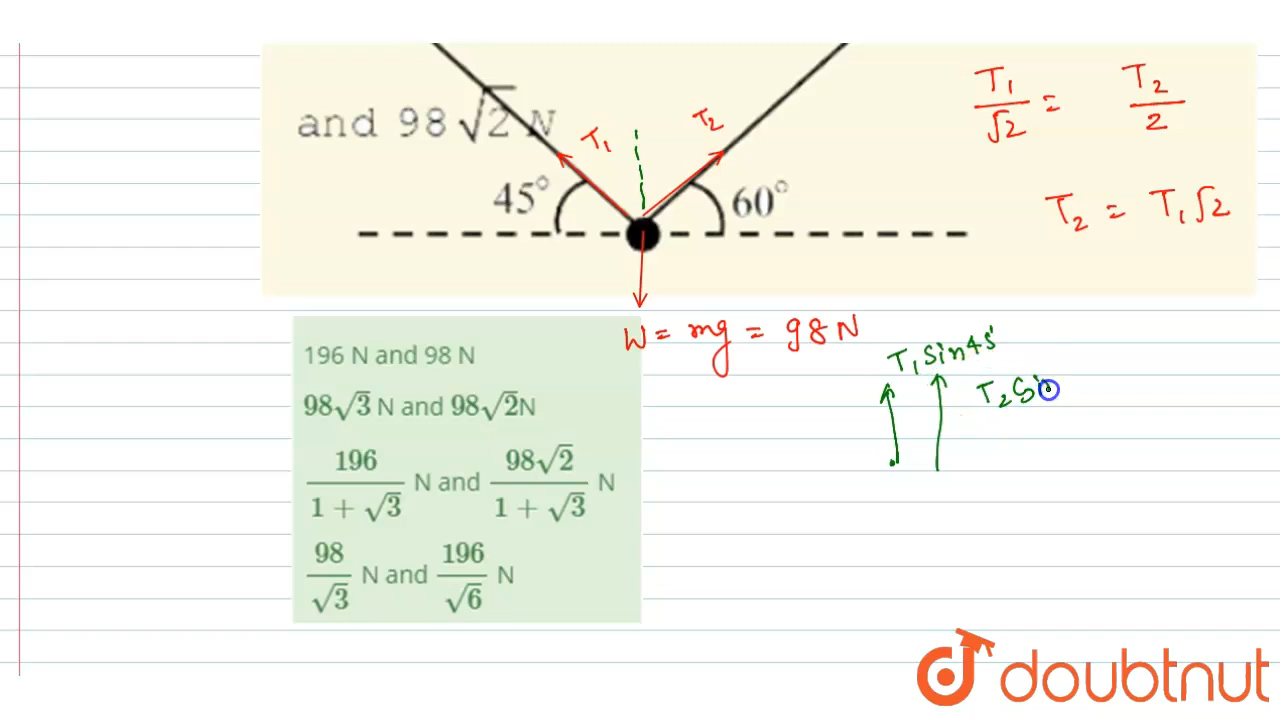 and 98 √2 N
T₁
T₂
45°
60°
T₁/√2 = T₂/2
T₂ = T₁√2
W = mg = 98 N
196 N and 98 N
98√3 N and 98√2N
196/(1 + √3) N and 98√2/(1 + √3) N
98/√3 N and 196/√6 N
T₁ sin45°
T₂ Si
doubtnut